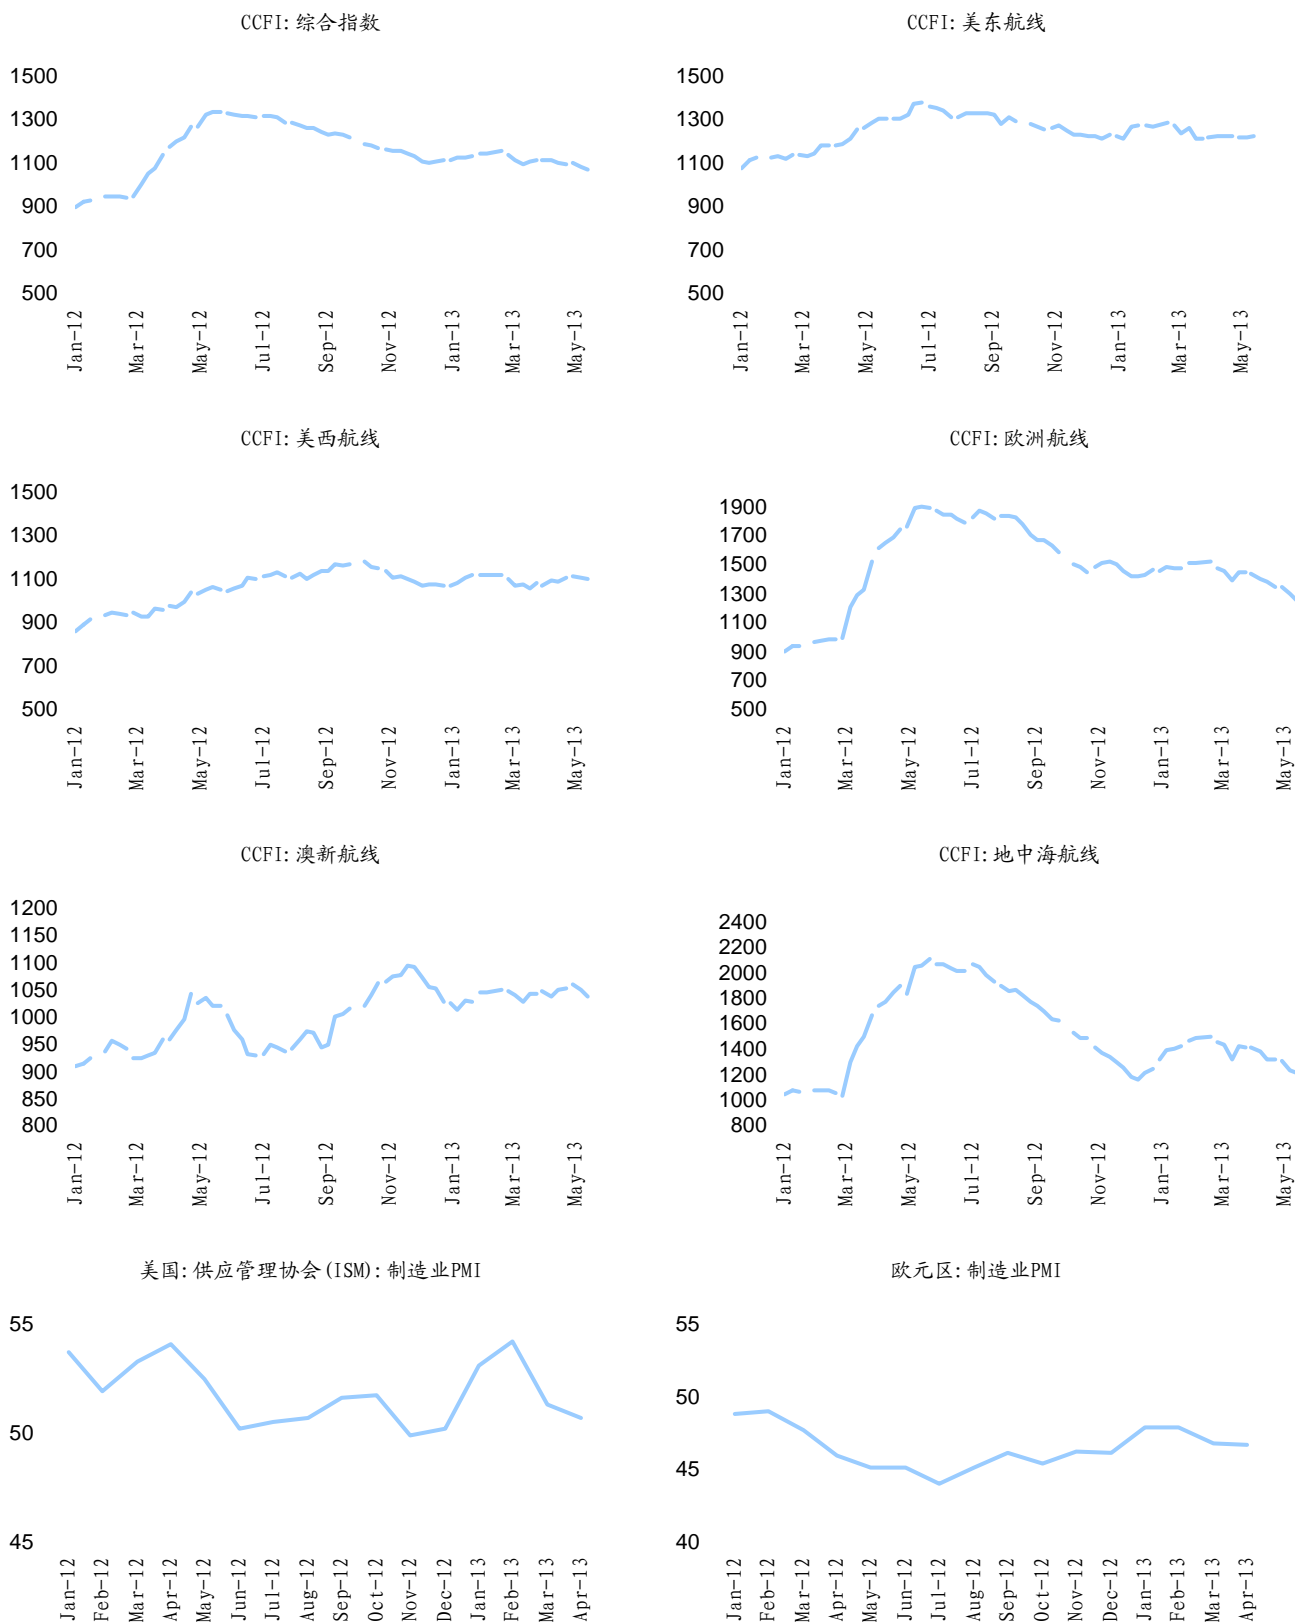 CCFI:综合指数
1500
1300
1100
900
700
500
Jan-12
Mar-12
May-12
Jul-12
Sep-12
Nov-12
Jan-13
Mar-13
May-13
CCFI:美东航线
1500
1300
1100
900
700
500
Jan-12
Mar-12
May-12
Jul-12
Sep-12
Nov-12
Jan-13
Mar-13
May-13
CCFI:美西航线
1500
1300
1100
900
700
500
Jan-12
Mar-12
May-12
Jul-12
Sep-12
Nov-12
Jan-13
Mar-13
May-13
CCFI:欧洲航线
1900
1700
1500
1300
1100
900
700
500
Jan-12
Mar-12
May-12
Jul-12
Sep-12
Nov-12
Jan-13
Mar-13
May-13
CCFI:澳新航线
1200
1150
1100
1050
1000
950
900
850
800
Jan-12
Mar-12
May-12
Jul-12
Sep-12
Nov-12
Jan-13
Mar-13
May-13
CCFI:地中海航线
2400
2200
2000
1800
1600
1400
1200
1000
800
Jan-12
Mar-12
May-12
Jul-12
Sep-12
Nov-12
Jan-13
Mar-13
May-13
美国:供应管理协会(ISM):制造业PMI
55
50
45
Jan-12
Feb-12
Mar-12
Apr-12
May-12
Jun-12
Jul-12
Aug-12
Sep-12
Oct-12
Nov-12
Dec-12
Jan-13
Feb-13
Mar-13
Apr-13
欧元区:制造业PMI
55
50
45
40
Jan-12
Feb-12
Mar-12
Apr-12
May-12
Jun-12
Jul-12
Aug-12
Sep-12
Oct-12
Nov-12
Dec-12
Jan-13
Feb-13
Mar-13
Apr-13